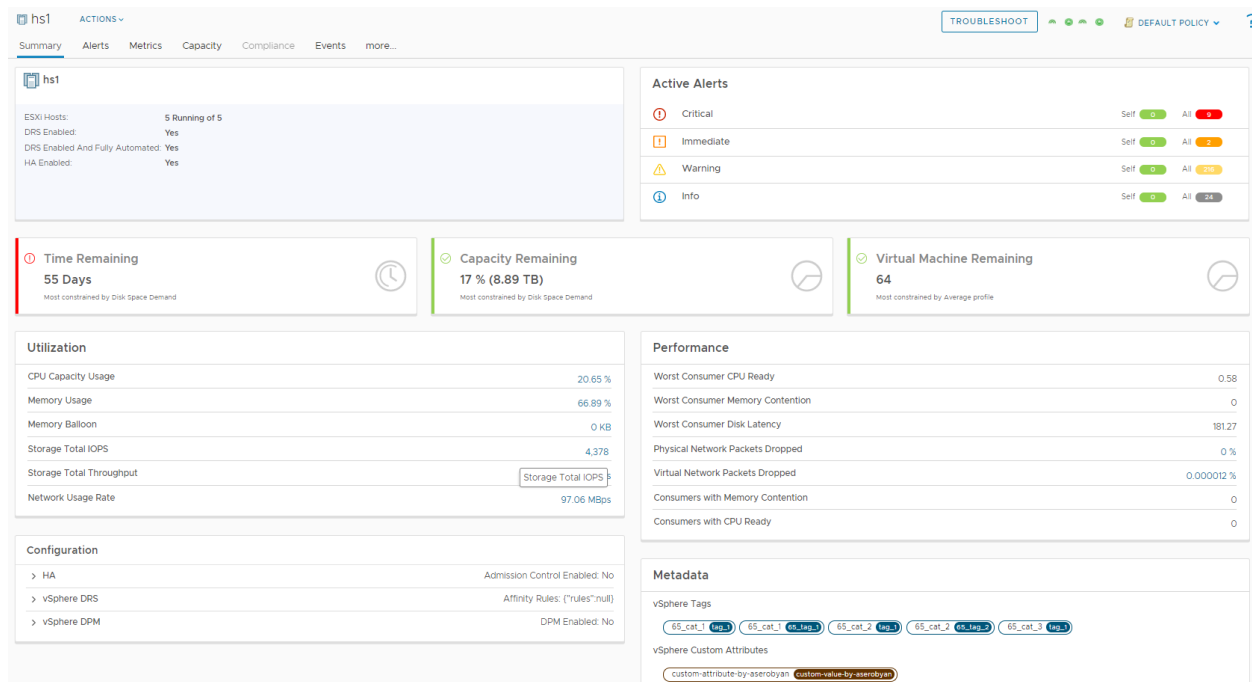 hs1 ACTIONS
TROUBLESHOOT DEFAULT POLICY
Summary Alerts Metrics Capacity Compliance Events more...
hs1
ESXi Hosts: 5 Running of 5
DRS Enabled: Yes
DRS Enabled And Fully Automated: Yes
HA Enabled: Yes
Active Alerts
Critical Self 0 All 9
Immediate Self 0 All 2
Warning Self 0 All
Info Self 0 All 24
Time Remaining
55 Days
Most constrained by Disk Space Demand
Capacity Remaining
17 % (8.89 TB)
Most constrained by Disk Space Demand
Virtual Machine Remaining
64
Most constrained by Average profile
Utilization
CPU Capacity Usage 20.65 %
Memory Usage 66.89 %
Memory Balloon 0 KB
Storage Total IOPS 4,378
Storage Total Throughput
Storage Total IOPS
Network Usage Rate 97.06 MBps
Performance
Worst Consumer CPU Ready 0.58
Worst Consumer Memory Contention 0
Worst Consumer Disk Latency 181.27
Physical Network Packets Dropped 0 %
Virtual Network Packets Dropped 0.000012 %
Consumers with Memory Contention 0
Consumers with CPU Ready 0
Configuration
HA Admission Control Enabled: No
vSphere DRS Affinity Rules: {"rules":null}
vSphere DPM DPM Enabled: No
Metadata
vSphere Tags
65_cat_1 tag_1 65_cat_1 65_tag_1 65_cat_2 tag_1 65_cat_2 65_tag_2 65_cat_3 tag_1
vSphere Custom Attributes
custom-attribute-by-aserobyan custom-value-by-aserobyan